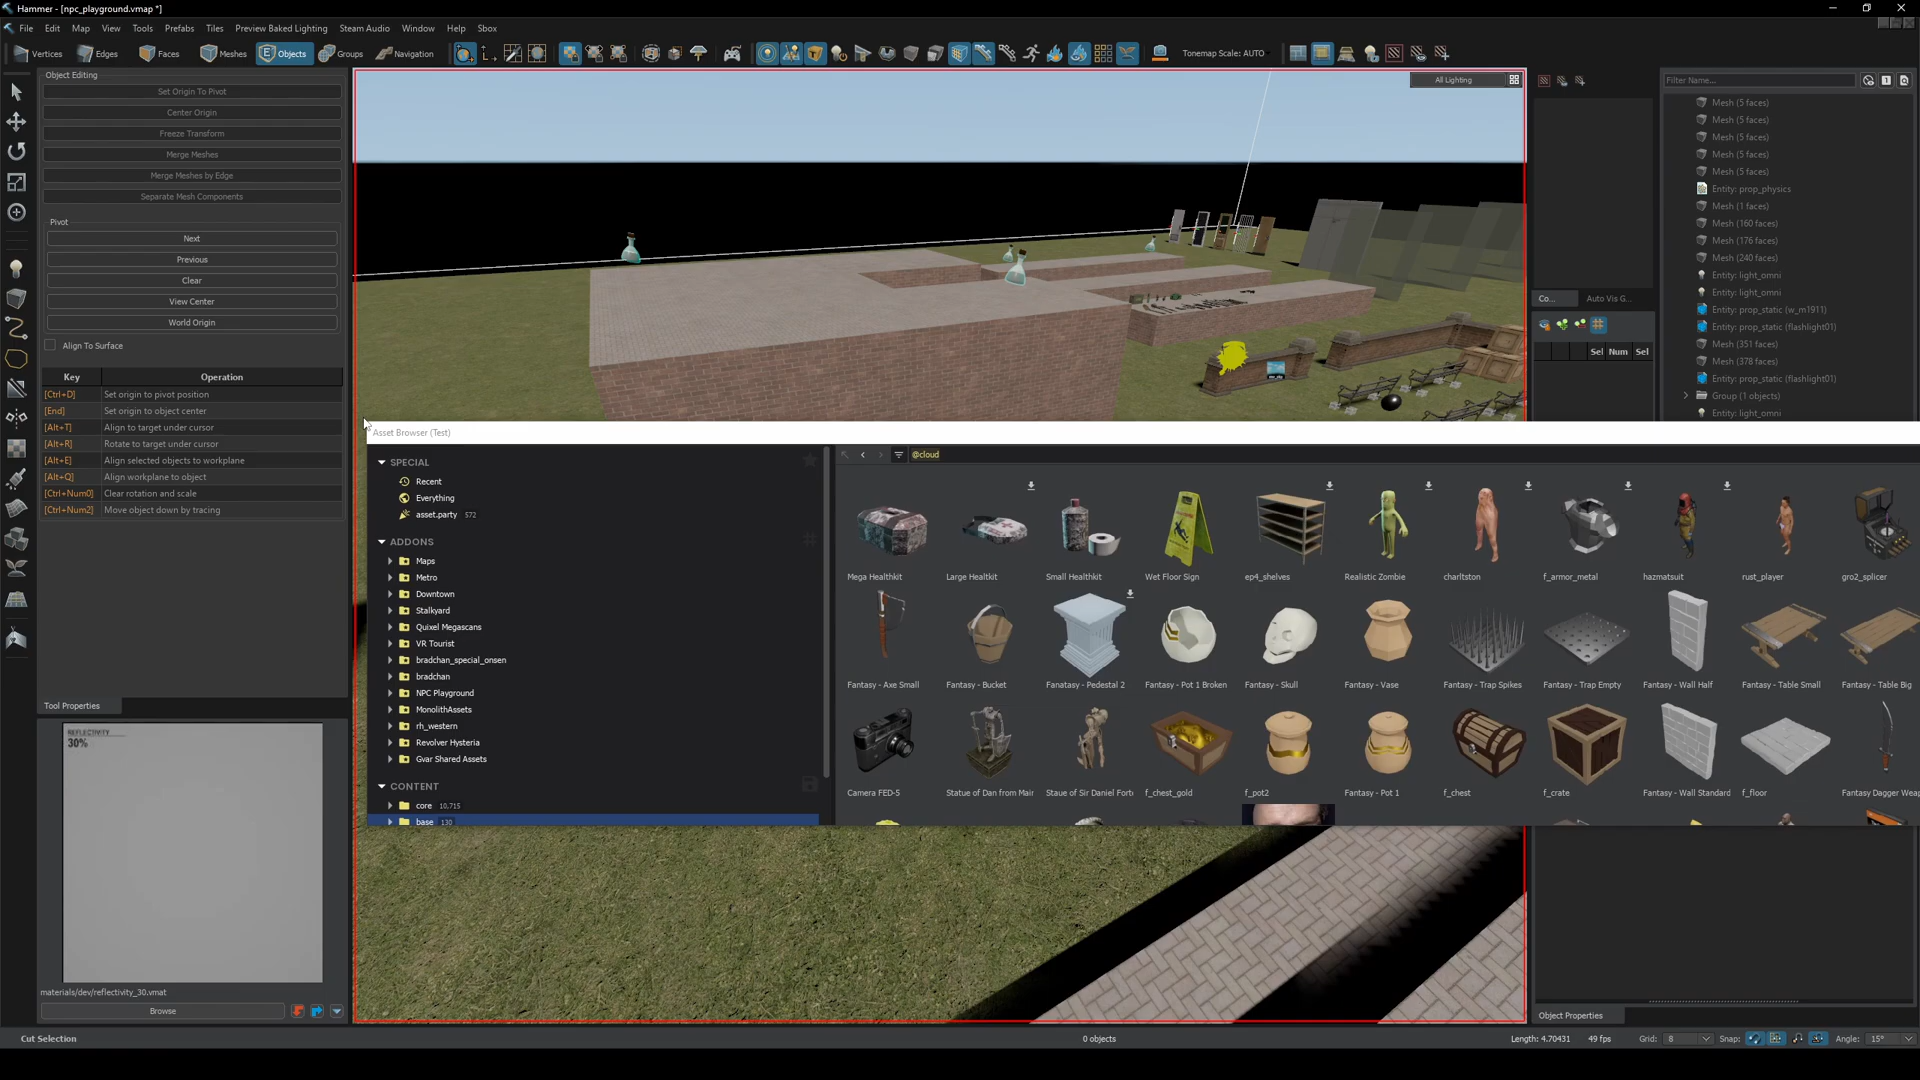 Hammer - [npc_playground.vmap *]
File Edit Map View Tools Prefabs Tiles Preview Baked Lighting Steam Audio Window Help Sbox
Vertices Edges Faces Meshes Objects Groups Navigation Tonemap Scale: AUTO
Object Editing
Set Origin To Pivot
Center Origin
Freeze Transform
Merge Meshes
Merge Meshes by Edge
Separate Mesh Components
Pivot
Next
Previous
Clear
View Center
World Origin
Align To Surface
Key Operation
[Ctrl+D] Set origin to pivot position
[End] Set origin to object center
[Alt+T] Align to target under cursor
[Alt+R] Rotate to target under cursor
[Alt+E] Align selected objects to workplane
[Alt+Q] Align workplane to object
[Ctrl+Num0] Clear rotation and scale
[Ctrl+Num2] Move object down by tracing
Tool Properties
REFLECTIVITY
30%
materials/dev/reflectivity_30.vmat
Browse
All Lighting
Asset Browser (Test)
SPECIAL
Recent
Everything
asset.party 572
ADDONS
Maps
Metro
Downtown
Stalkyard
Quixel Megascans
VR Tourist
bradchan_special_onsen
bradchan
NPC Playground
MonolithAssets
rh_western
Revolver Hysteria
Gvar Shared Assets
CONTENT
core 10,715
base 130
@cloud
Mega Healthkit Large Healtkit Small Healthkit Wet Floor Sign ep4_shelves Realistic Zombie charltston f_armor_metal hazmatsuit rust_player gro2_splicer
Fantasy - Axe Small Fantasy - Bucket Fanatasy - Pedestal 2 Fantasy - Pot 1 Broken Fantasy - Skull Fantasy - Vase Fantasy - Trap Spikes Fantasy - Trap Empty Fantasy - Wall Half Fantasy - Table Small Fantasy - Table Big
Camera FED-5 Statue of Dan from Mair Staue of Sir Daniel Fort f_chest_gold f_pot2 Fantasy - Pot 1 f_chest f_crate Fantasy - Wall Standard f_floor Fantasy Dagger Weap
Co... Auto Vis G...
Sel Num Sel
Filter Name...
Mesh (5 faces)
Mesh (5 faces)
Mesh (5 faces)
Mesh (5 faces)
Mesh (5 faces)
Entity: prop_physics
Mesh (1 faces)
Mesh (160 faces)
Mesh (176 faces)
Mesh (240 faces)
Entity: light_omni
Entity: light_omni
Entity: prop_static (w_m1911)
Entity: prop_static (flashlight01)
Mesh (351 faces)
Mesh (378 faces)
Entity: prop_static (flashlight01)
Group (1 objects)
Entity: light_omni
Object Properties
Cut Selection 0 objects Length: 4.70431 49 fps Grid: 8 Snap: Angle: 15°